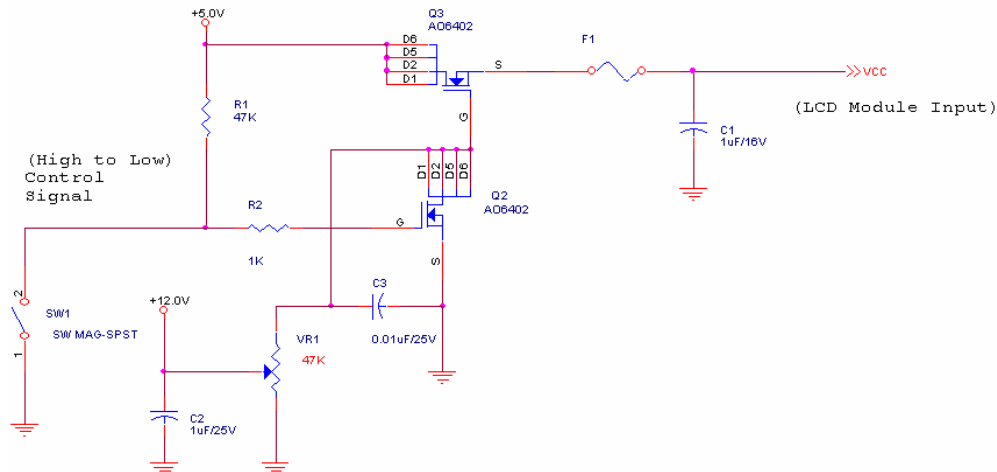 +5.0V
Q3
AO6402
D6
D5
D2
D1
S
G
F1
VCC
(LCD Module Input)
R1
47K
C1
1uF/16V
(High to Low)
Control
Signal
D1
D2
D5
D6
Q2
AO6402
R2
1K
G
S
2
SW1
SW MAG-SPST
1
+12.0V
C3
0.01uF/25V
VR1
47K
C2
1uF/25V